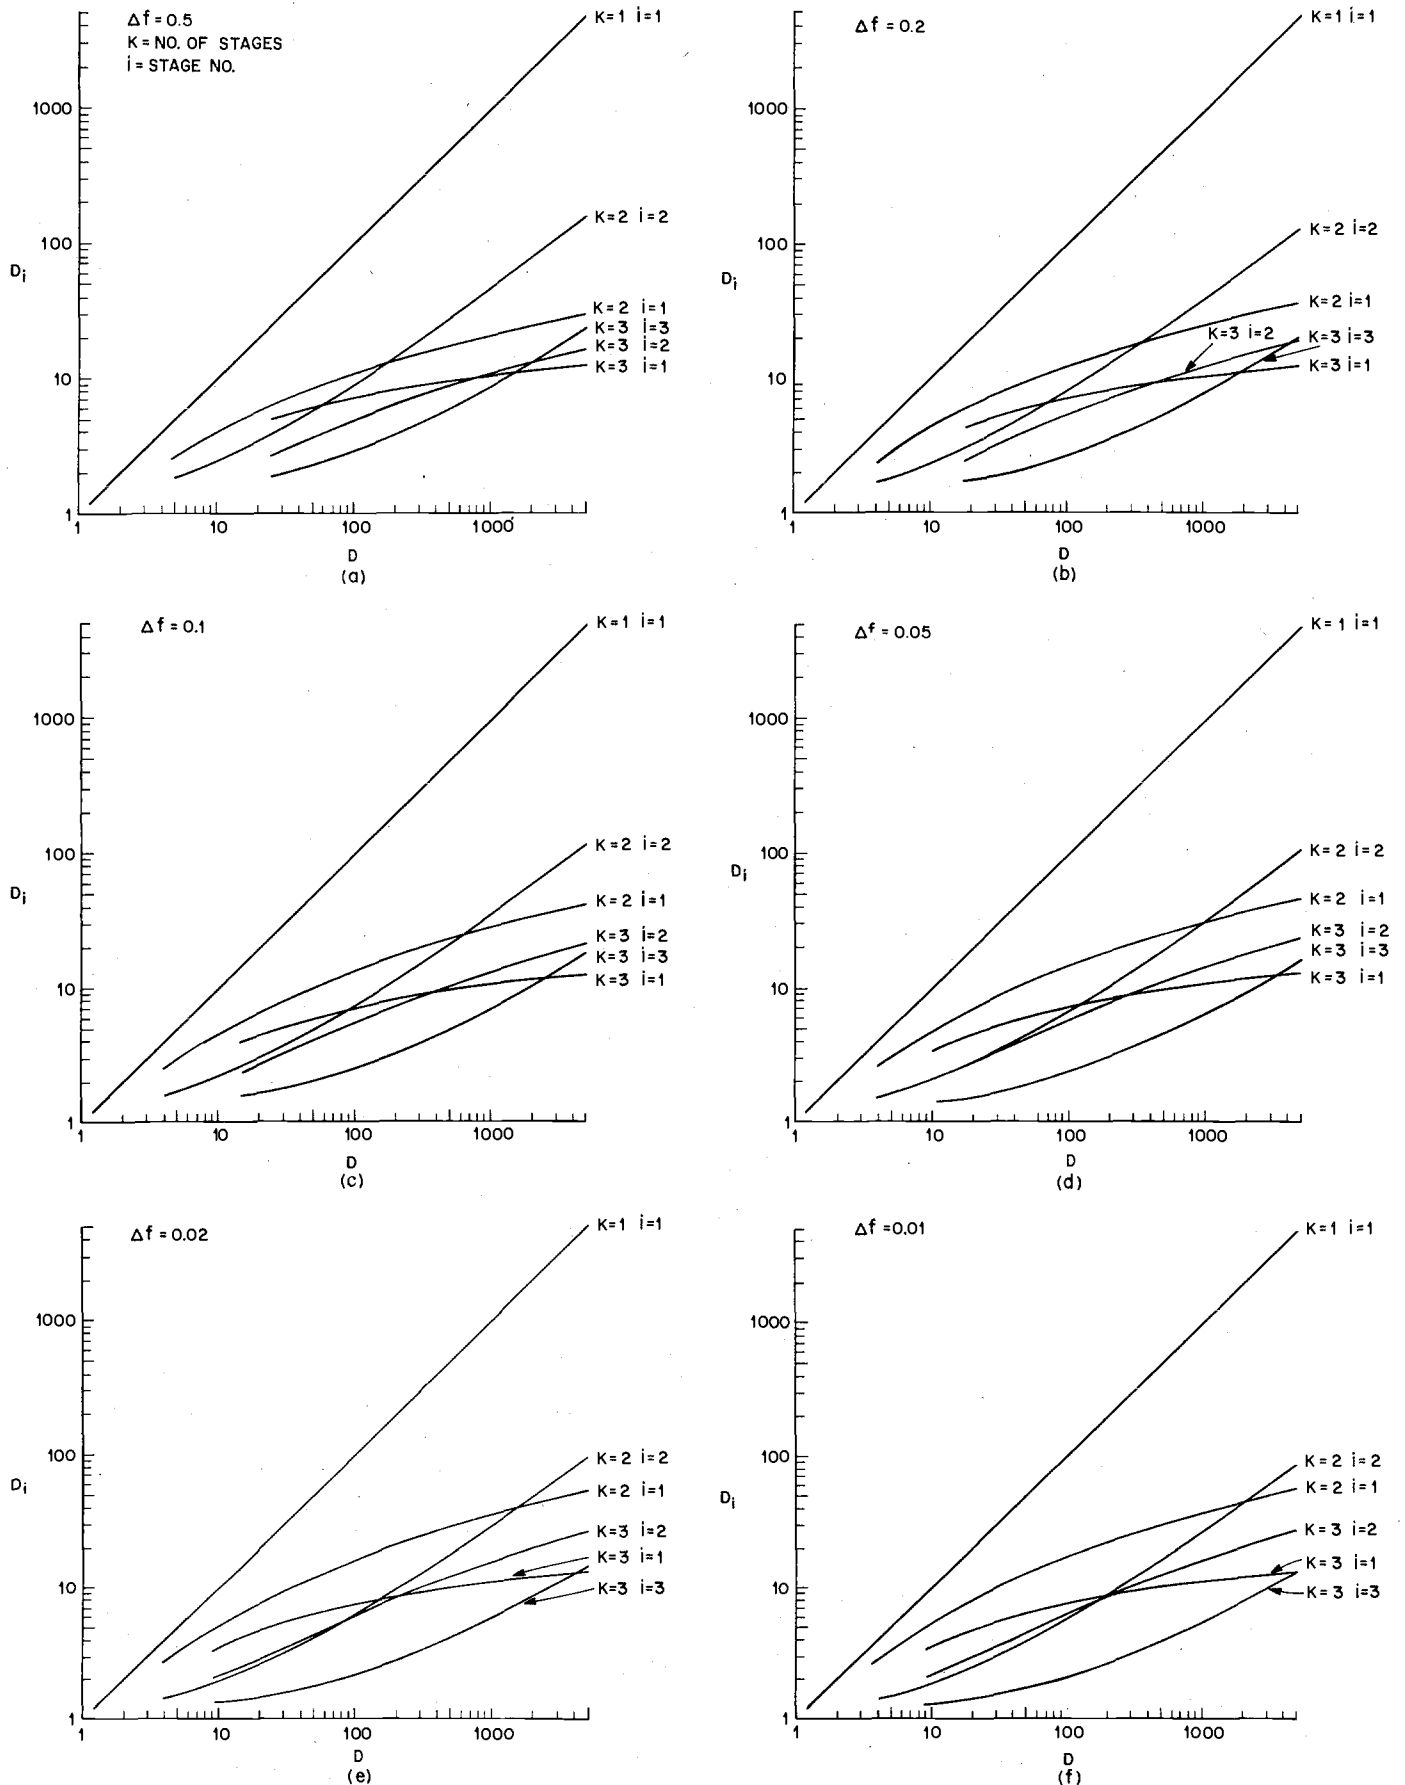 Δf = 0.5
K = NO. OF STAGES
i = STAGE NO.
K=1 i=1
1000
K=2 i=2
100
Di
K=2 i=1
K=3 i=3
K=3 i=2
K=3 i=1
10
1
1 10 100 1000
D
(a)
Δf = 0.2
K=1 i=1
1000
K=2 i=2
100
Di
K=2 i=1
K=3 i=2
K=3 i=3
K=3 i=1
10
1
1 10 100 1000
D
(b)
Δf = 0.1
K=1 i=1
1000
K=2 i=2
100
Di
K=2 i=1
K=3 i=2
K=3 i=3
K=3 i=1
10
1
1 10 100 1000
D
(c)
Δf = 0.05
K=1 i=1
1000
K=2 i=2
100
Di
K=2 i=1
K=3 i=2
K=3 i=3
K=3 i=1
10
1
1 10 100 1000
D
(d)
Δf = 0.02
K=1 i=1
1000
K=2 i=2
100
Di
K=2 i=1
K=3 i=2
K=3 i=1
K=3 i=3
10
1
1 10 100 1000
D
(e)
Δf = 0.01
K=1 i=1
1000
K=2 i=2
100
Di
K=2 i=1
K=3 i=2
K=3 i=1
K=3 i=3
10
1
1 10 100 1000
D
(f)